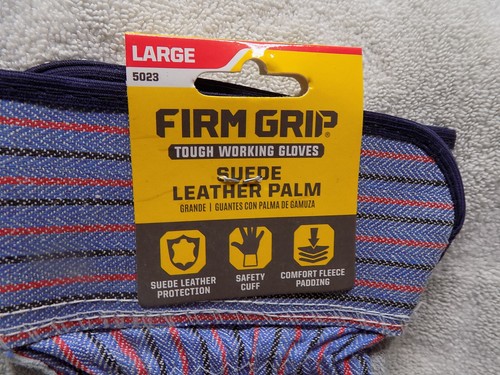 LARGE
5023
FIRM GRIP®
TOUGH WORKING GLOVES
SUEDE
LEATHER PALM
GRANDE | GUANTES CON PALMA DE GAMUZA
SUEDE LEATHER
PROTECTION
SAFETY
CUFF
COMFORT FLEECE
PADDING